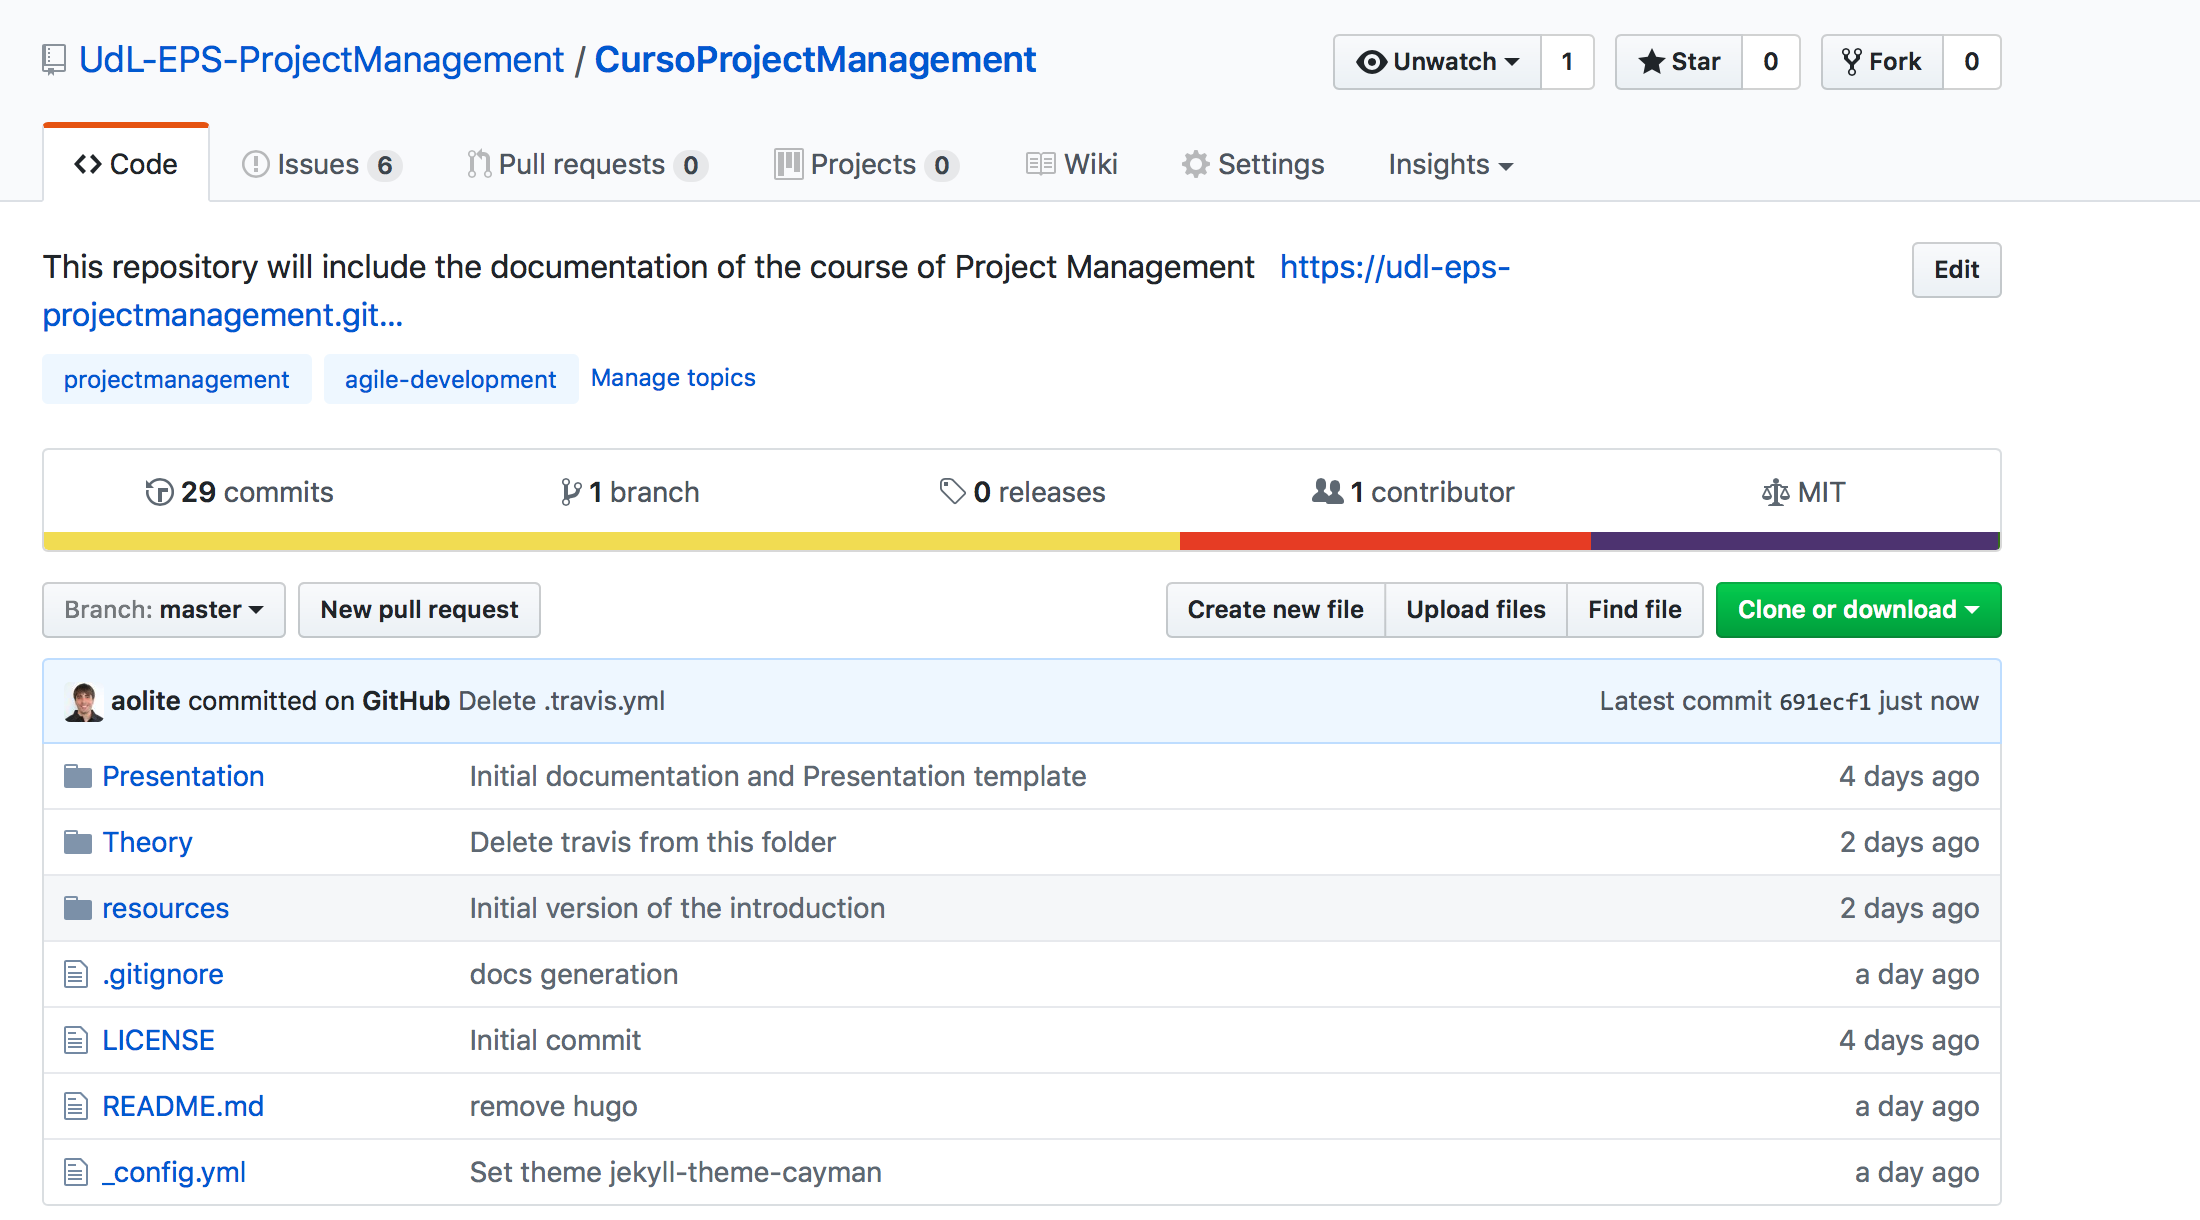 UdL-EPS-ProjectManagement / CursoProjectManagement Unwatch 1 Star 0 Fork 0
Code Issues 6 Pull requests 0 Projects 0 Wiki Settings Insights
This repository will include the documentation of the course of Project Management https://udl-eps-
projectmanagement.git... Edit
projectmanagement agile-development Manage topics
29 commits 1 branch 0 releases 1 contributor MIT
Branch: master New pull request Create new file Upload files Find file Clone or download
aolite committed on GitHub Delete .travis.yml Latest commit 691ecf1 just now
Presentation Initial documentation and Presentation template 4 days ago
Theory Delete travis from this folder 2 days ago
resources Initial version of the introduction 2 days ago
.gitignore docs generation a day ago
LICENSE Initial commit 4 days ago
README.md remove hugo a day ago
_config.yml Set theme jekyll-theme-cayman a day ago